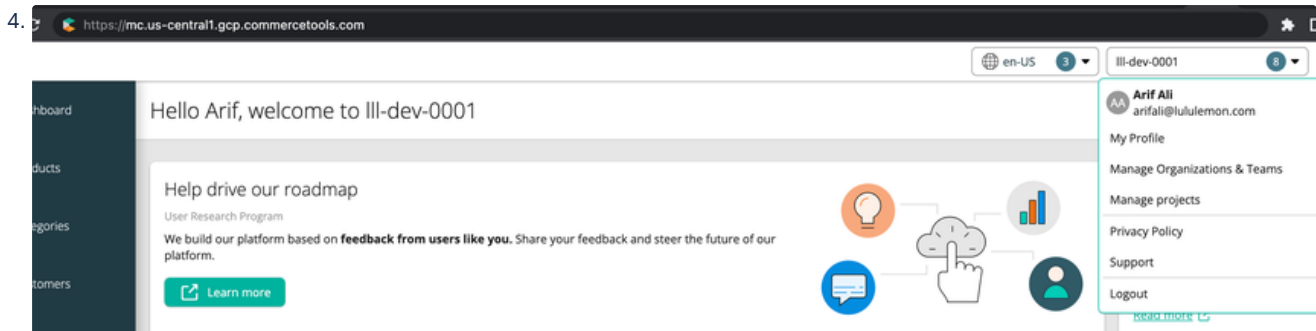 4.
https://mc.us-central1.gcp.commercetools.com
en-US 3
lll-dev-0001 8
Arif Ali
AA
arifali@lululemon.com
hboard
Hello Arif, welcome to lll-dev-0001
My Profile
ducts
Manage Organizations & Teams
Help drive our roadmap
Manage projects
User Research Program
egories
We build our platform based on feedback from users like you. Share your feedback and steer the future of our
platform.
Privacy Policy
Support
tomers
Learn more
Logout
Read more